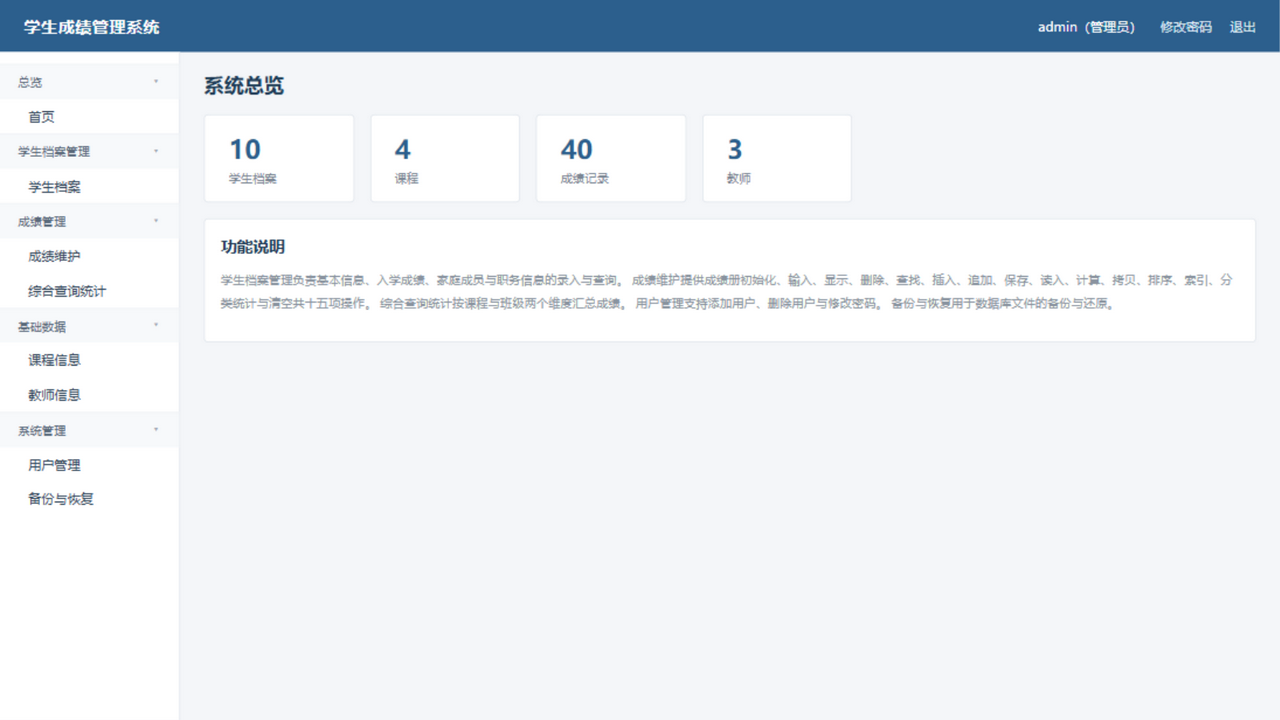 学生成绩管理系统
admin（管理员） 修改密码 退出
总览
首页
学生档案管理
学生档案
成绩管理
成绩维护
综合查询统计
基础数据
课程信息
教师信息
系统管理
用户管理
备份与恢复
系统总览
10 4 40 3
学生档案 课程 成绩记录 教师
功能说明
学生档案管理负责基本信息、入学成绩、家庭成员与职务信息的录入与查询。 成绩维护提供成绩册初始化、输入、显示、删除、查找、插入、追加、保存、读入、计算、拷贝、排序、索引、分
类统计与清空共十五项操作。 综合查询统计按课程与班级两个维度汇总成绩。 用户管理支持添加用户、删除用户与修改密码。 备份与恢复用于数据库文件的备份与还原。